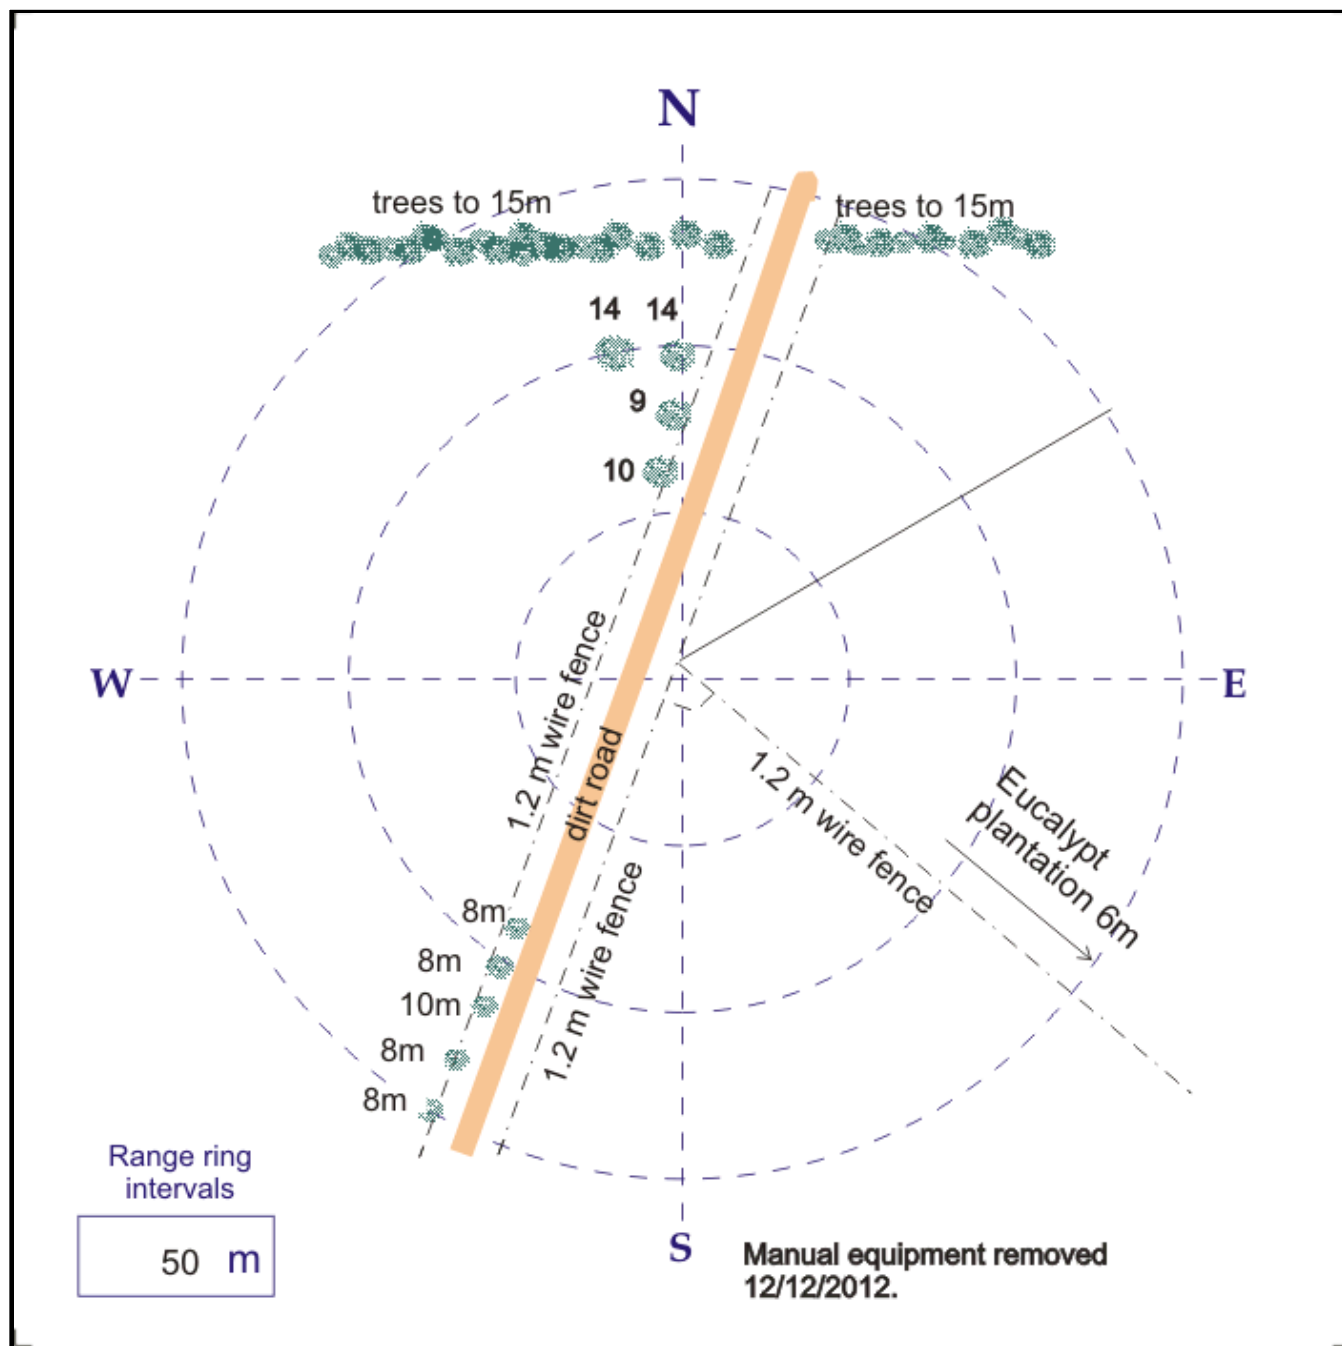 N
trees to 15m
trees to 15m
14 14
9
10
W
E
1.2 m wire fence
dirt road
1.2 m wire fence
1.2 m wire fence
Eucalypt
plantation 6m
8m
8m
10m
8m
8m
Range ring
intervals
50 m
S
Manual equipment removed
12/12/2012.